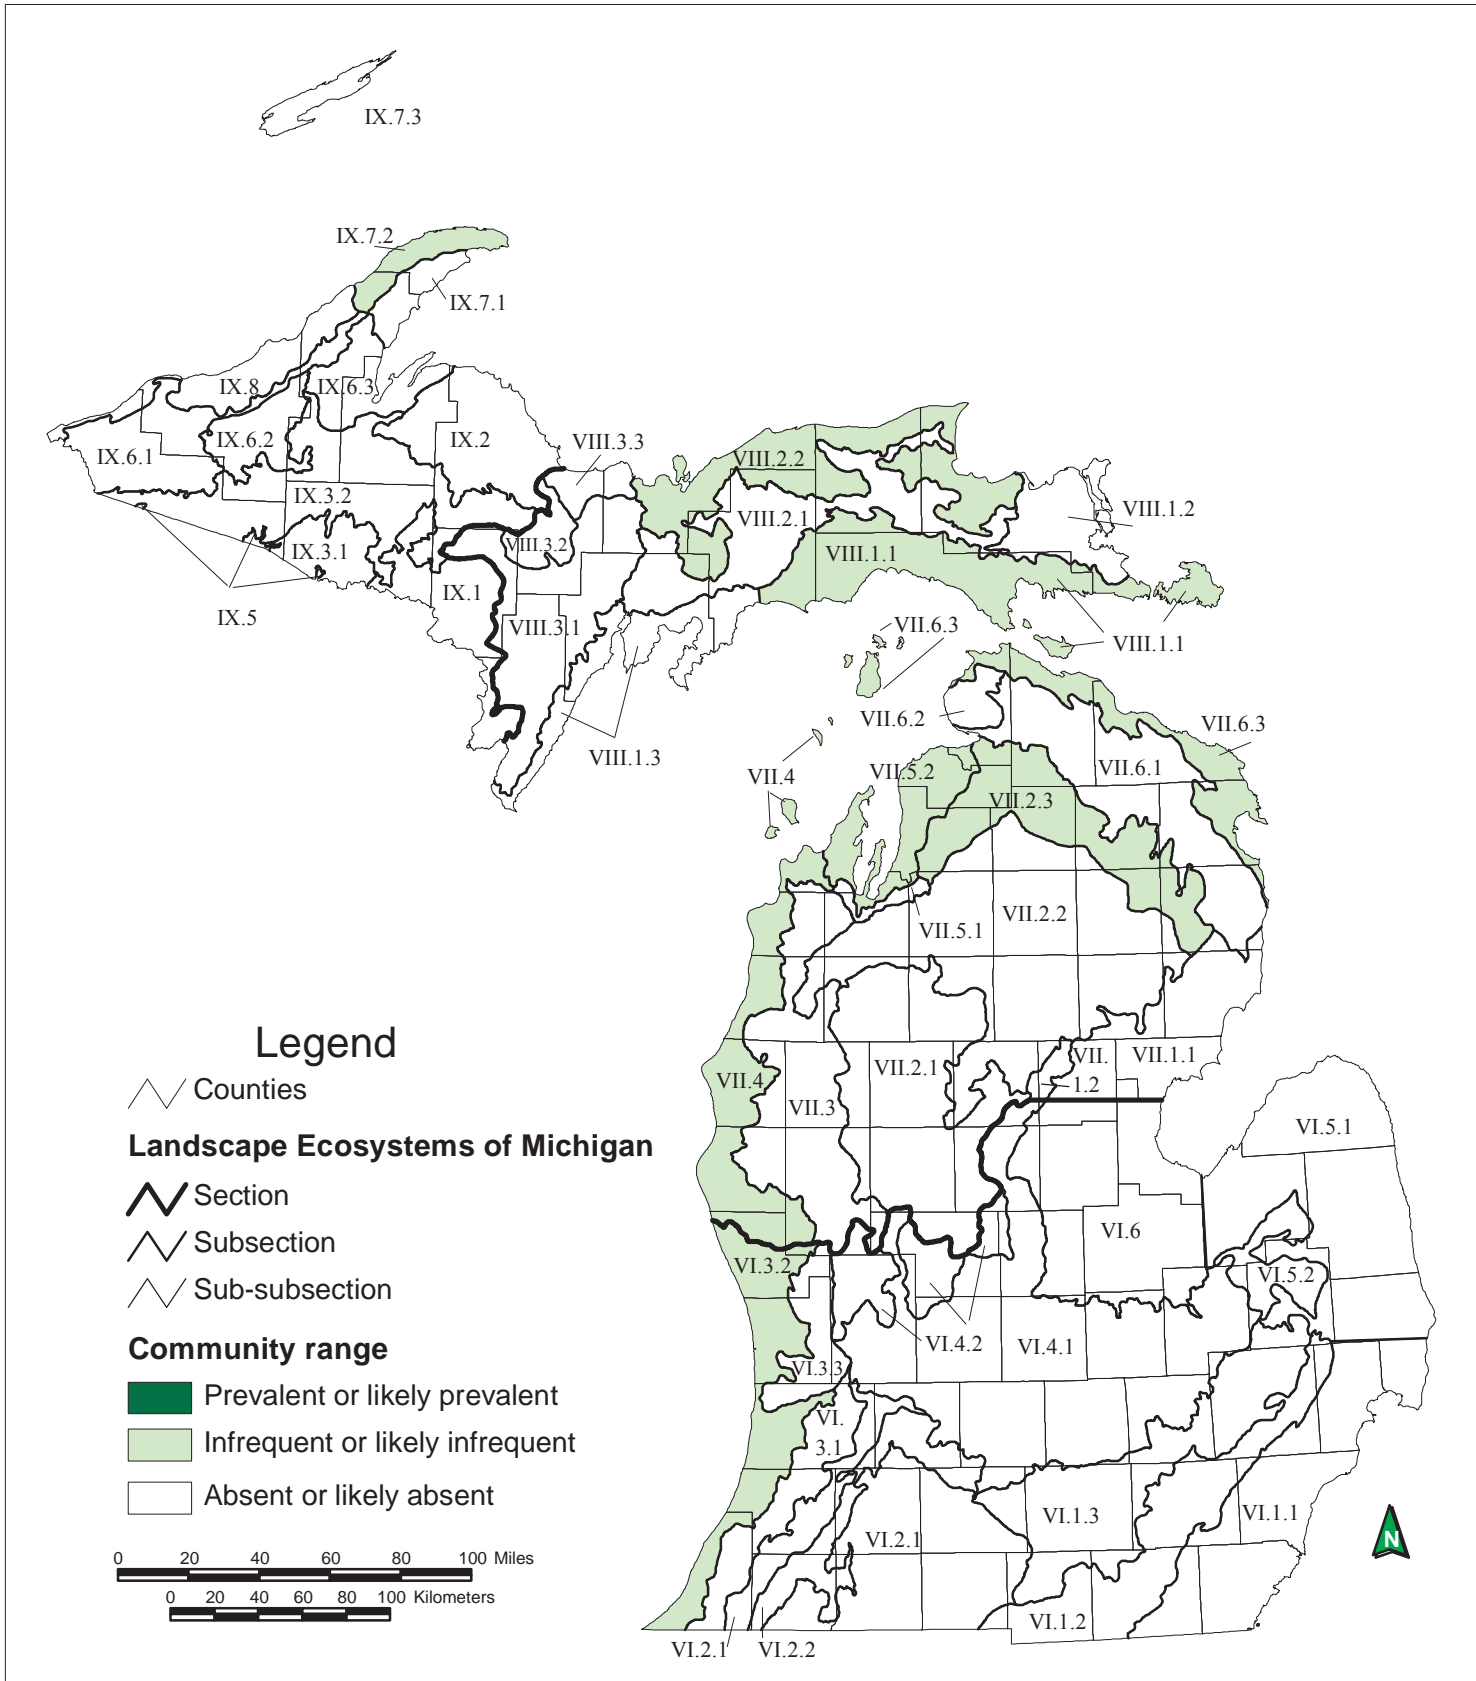 IX.7.3
IX.7.2
IX.7.1
IX.8
IX.6.3
IX.6.2
IX.6.1
IX.2
VIII.3.3
VIII.2.2
VIII.2.1
VIII.1.2
IX.3.2
IX.3.1
VIII.3.2
VIII.1.1
IX.1
IX.5
VIII.3.1
VII.6.3
VIII.1.1
VII.6.2
VII.6.3
VIII.1.3
VII.4
VII.5.2
VII.6.1
VII.2.3
VII.5.1
VII.2.2
VII.4
VII.3
VII.2.1
VII.
1.2
VII.1.1
VI.5.1
VI.6
VI.3.2
VI.5.2
VI.4.2
VI.4.1
VI.3.3
VI.
3.1
VI.2.1
VI.1.3
VI.1.1
VI.1.2
VI.2.1
VI.2.2
Legend
Counties
Landscape Ecosystems of Michigan
Section
Subsection
Sub-subsection
Community range
Prevalent or likely prevalent
Infrequent or likely infrequent
Absent or likely absent
0 20 40 60 80 100 Miles
0 20 40 60 80 100 Kilometers
N